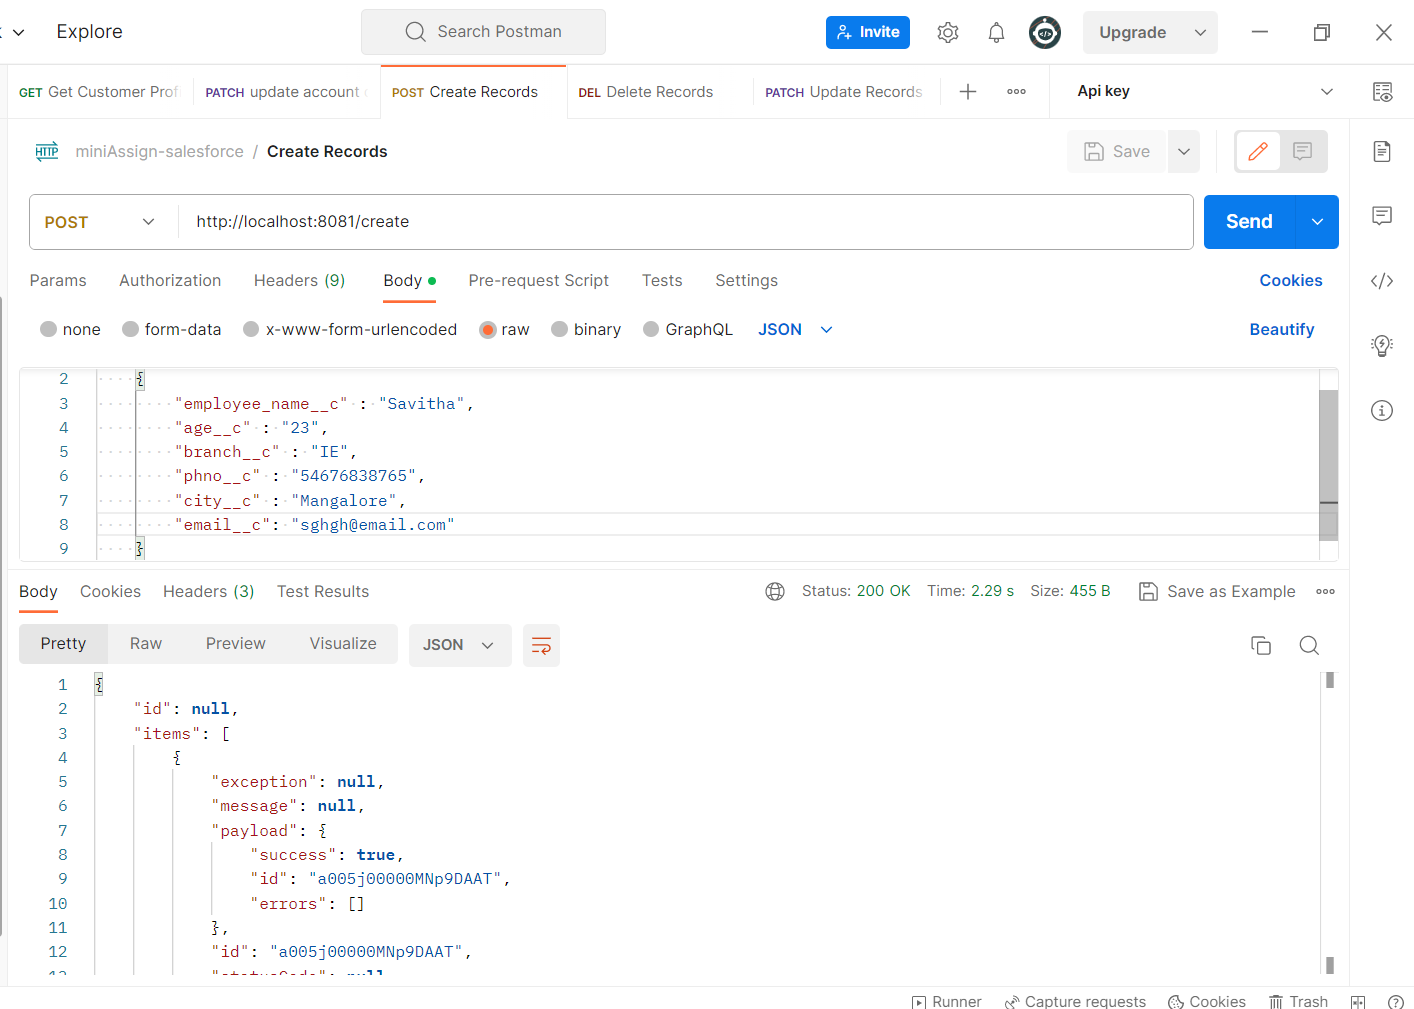 Explore
Search Postman
Invite
Upgrade
GET Get Customer Prof
PATCH update account
POST Create Records
DEL Delete Records
PATCH Update Records
Api key
HTTP miniAssign-salesforce / Create Records
Save
POST http://localhost:8081/create
Send
Params Authorization Headers (9) Body Pre-request Script Tests Settings
Cookies
none form-data x-www-form-urlencoded raw binary GraphQL JSON
Beautify
2 {
3 "employee_name__c" : "Savitha",
4 "age__c" : "23",
5 "branch__c" : "IE",
6 "phno__c" : "54676838765",
7 "city__c" : "Mangalore",
8 "email__c": "sghgh@email.com"
9 }
Body Cookies Headers (3) Test Results
Status: 200 OK Time: 2.29 s Size: 455 B Save as Example
Pretty Raw Preview Visualize JSON
1 {
2 "id": null,
3 "items": [
4 {
5 "exception": null,
6 "message": null,
7 "payload": {
8 "success": true,
9 "id": "a005j00000MNp9DAAT",
10 "errors": []
11 },
12 "id": "a005j00000MNp9DAAT",
13 "statusCode": null
Runner Capture requests Cookies Trash